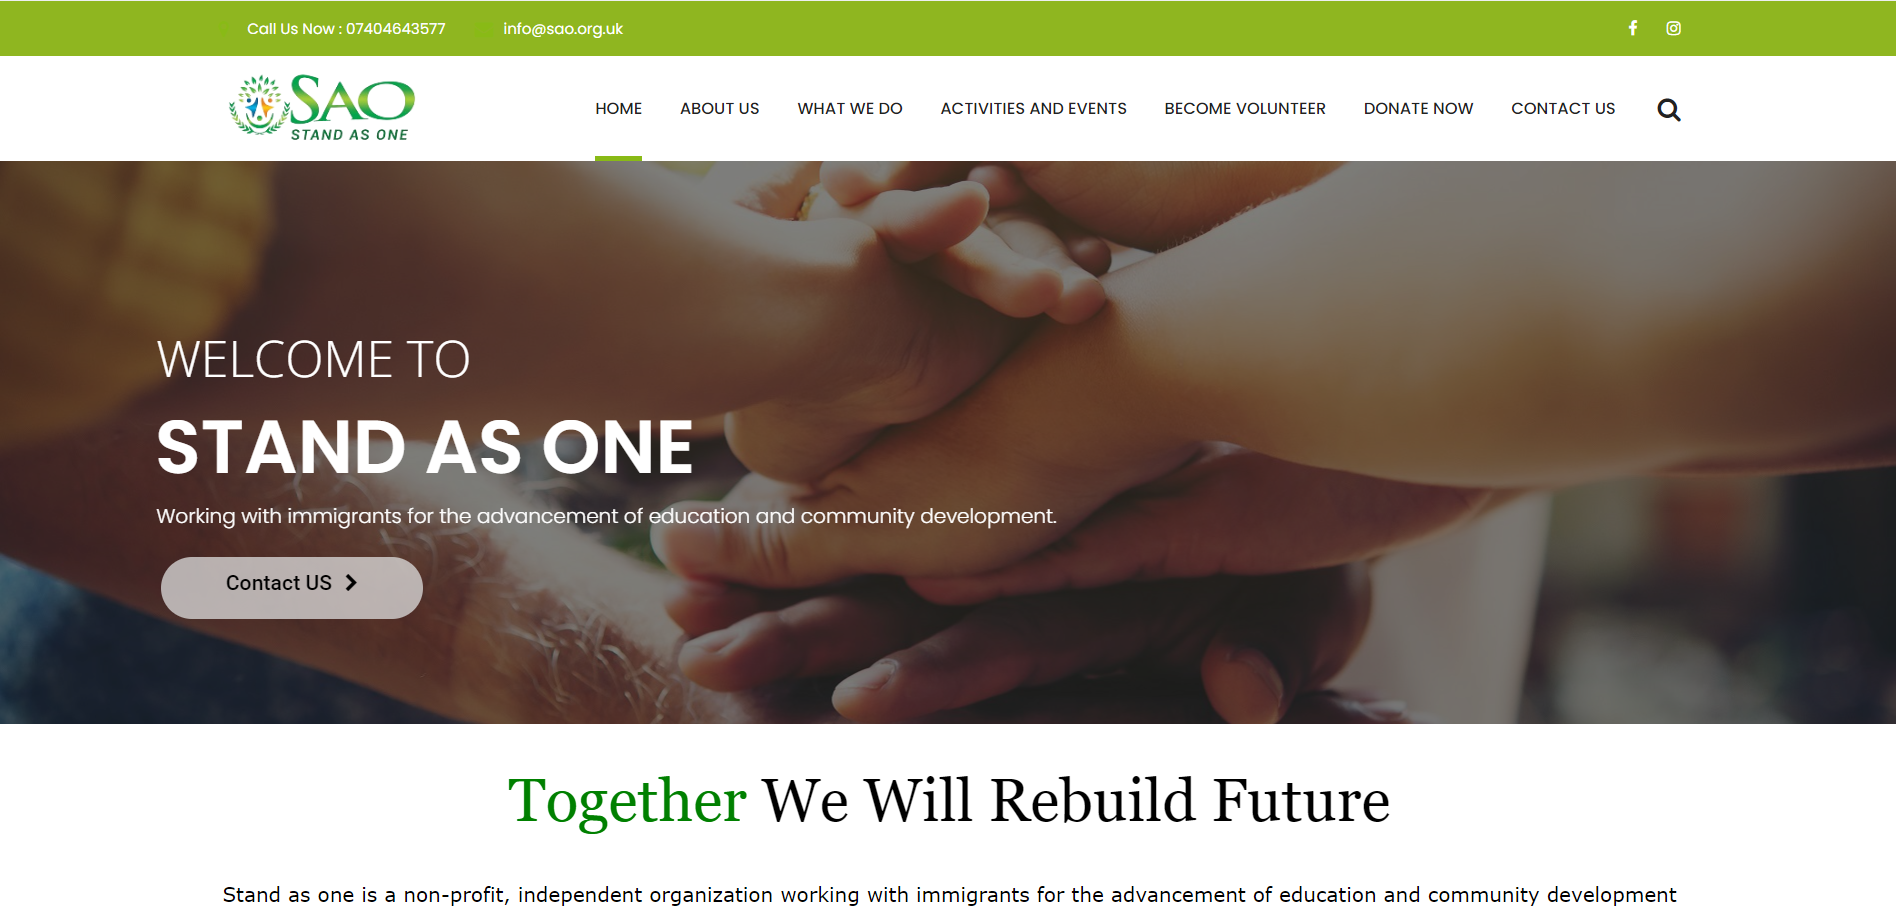 Call Us Now : 07404643577 info@sao.org.uk
SAO
STAND AS ONE
HOME ABOUT US WHAT WE DO ACTIVITIES AND EVENTS BECOME VOLUNTEER DONATE NOW CONTACT US
WELCOME TO
STAND AS ONE
Working with immigrants for the advancement of education and community development.
Contact US
Together We Will Rebuild Future
Stand as one is a non-profit, independent organization working with immigrants for the advancement of education and community development